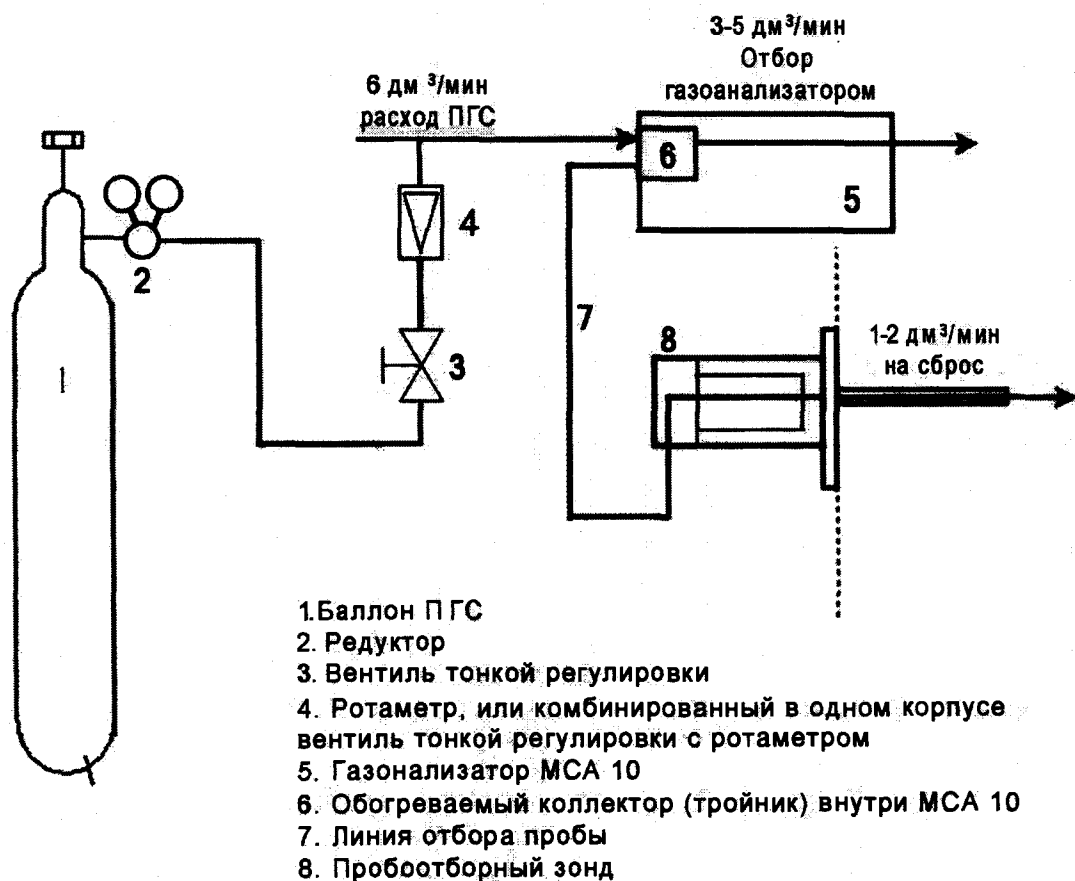 3-5 дм³/мин
Отбор
газоанализатором
6 дм ³/мин
расход ПГС
6
5
4
2
3
7
8
1
1-2 дм³/мин
на сброс
1.Баллон ПГС
2. Редуктор
3. Вентиль тонкой регулировки
4. Ротаметр, или комбинированный в одном корпусе
вентиль тонкой регулировки с ротаметром
5. Газонализатор МСА 10
6. Обогреваемый коллектор (тройник) внутри МСА 10
7. Линия отбора пробы
8. Пробоотборный зонд